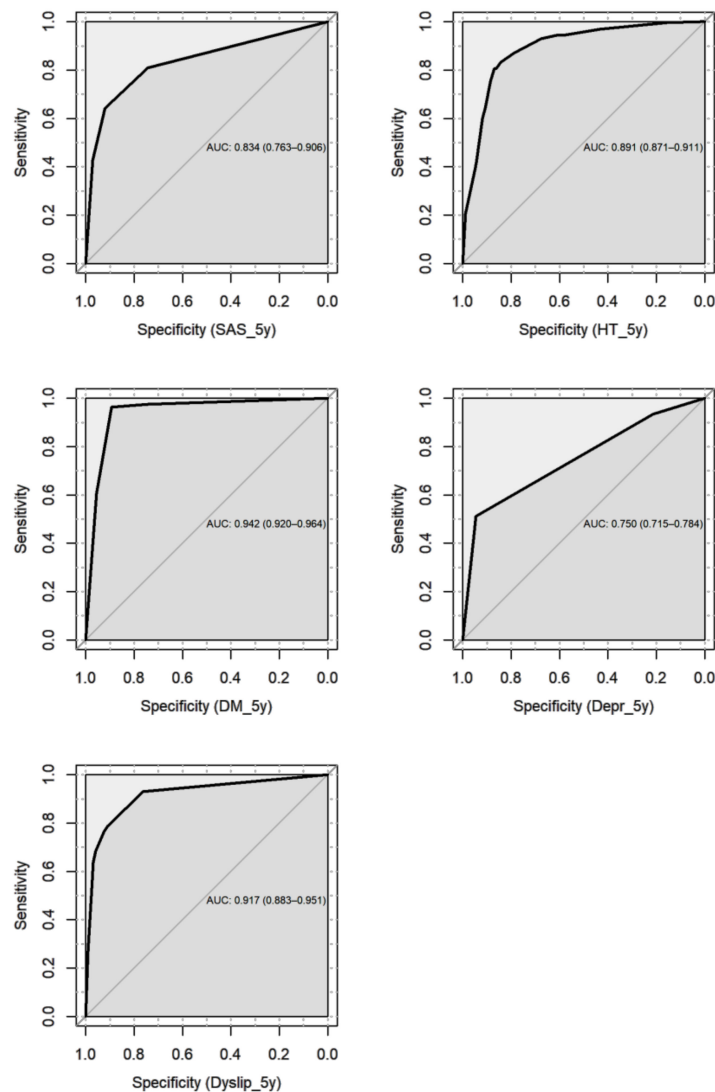 1.0
0.8
0.6
0.4
0.2
0.0
Sensitivity
AUC: 0.834 (0.763–0.906)
1.0 0.8 0.6 0.4 0.2 0.0
Specificity (SAS_5y)
1.0
0.8
0.6
0.4
0.2
0.0
Sensitivity
AUC: 0.891 (0.871–0.911)
1.0 0.8 0.6 0.4 0.2 0.0
Specificity (HT_5y)
1.0
0.8
0.6
0.4
0.2
0.0
Sensitivity
AUC: 0.942 (0.920–0.964)
1.0 0.8 0.6 0.4 0.2 0.0
Specificity (DM_5y)
1.0
0.8
0.6
0.4
0.2
0.0
Sensitivity
AUC: 0.750 (0.715–0.784)
1.0 0.8 0.6 0.4 0.2 0.0
Specificity (Depr_5y)
1.0
0.8
0.6
0.4
0.2
0.0
Sensitivity
AUC: 0.917 (0.883–0.951)
1.0 0.8 0.6 0.4 0.2 0.0
Specificity (Dyslip_5y)